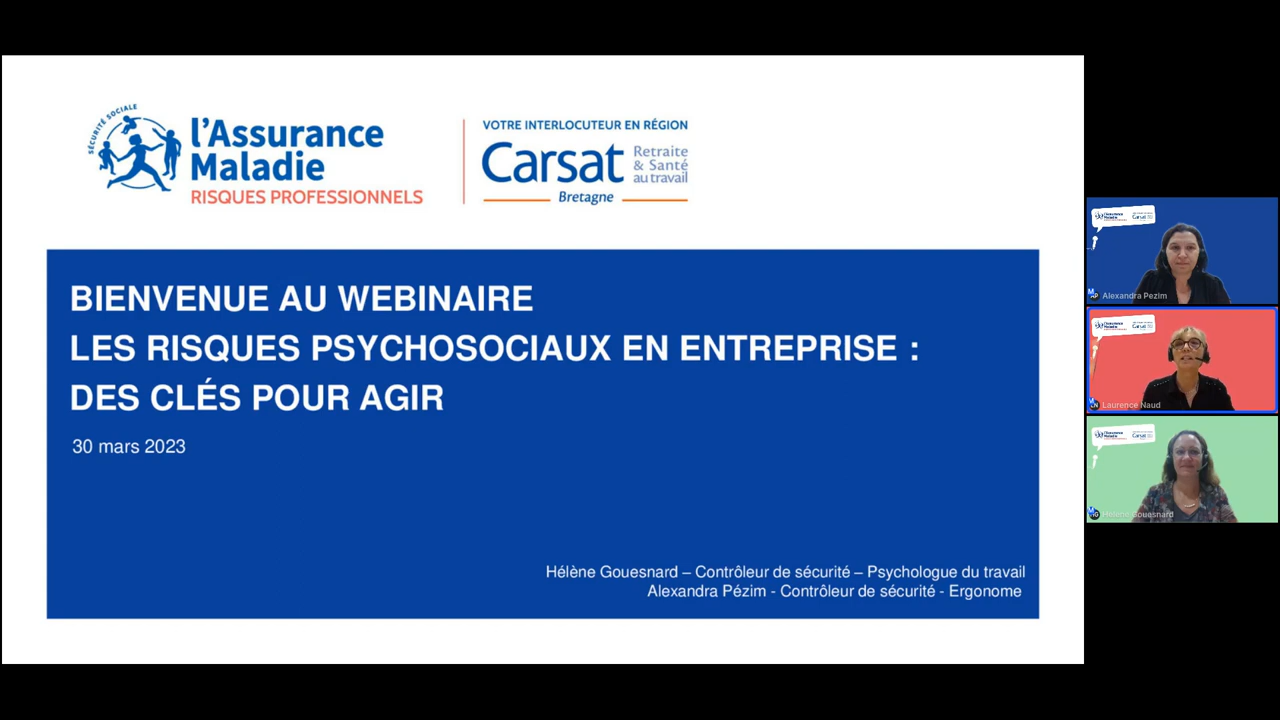 SÉCURITÉ SOCIALE
l'Assurance
Maladie
RISQUES PROFESSIONNELS
VOTRE INTERLOCUTEUR EN RÉGION
Carsat
Retraite
& Santé
au travail
Bretagne
BIENVENUE AU WEBINAIRE
LES RISQUES PSYCHOSOCIAUX EN ENTREPRISE :
DES CLÉS POUR AGIR
30 mars 2023
Hélène Gouesnard – Contrôleur de sécurité – Psychologue du travail
Alexandra Pézim - Contrôleur de sécurité - Ergonome
Alexandra Pezim
Laurence Naud
Hélène Gouesnard